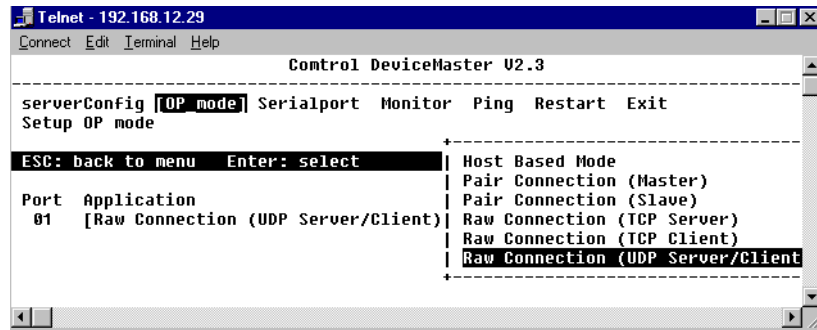 Telnet - 192.168.12.29
Connect Edit Terminal Help
Comtrol DeviceMaster V2.3
serverConfig [OP_mode] Serialport Monitor Ping Restart Exit
Setup OP mode
ESC: back to menu Enter: select
Host Based Mode
Pair Connection (Master)
Port Application
Pair Connection (Slave)
01 [Raw Connection (UDP Server/Client)
Raw Connection (TCP Server)
Raw Connection (TCP Client)
Raw Connection (UDP Server/Client